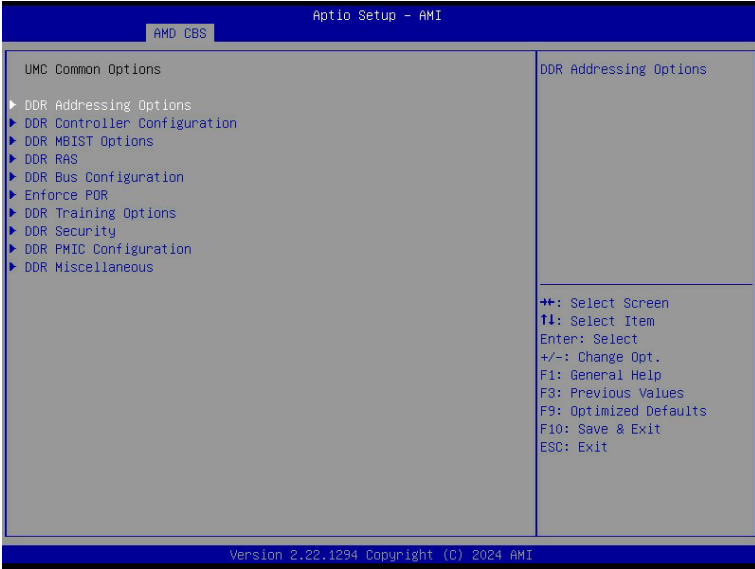 Aptio Setup – AMI
AMD CBS
UMC Common Options
DDR Addressing Options
DDR Controller Configuration
DDR MBIST Options
DDR RAS
DDR Bus Configuration
Enforce POR
DDR Training Options
DDR Security
DDR PMIC Configuration
DDR Miscellaneous
DDR Addressing Options
→←: Select Screen
↑↓: Select Item
Enter: Select
+/-: Change Opt.
F1: General Help
F3: Previous Values
F9: Optimized Defaults
F10: Save & Exit
ESC: Exit
Version 2.22.1294 Copyright (C) 2024 AMI